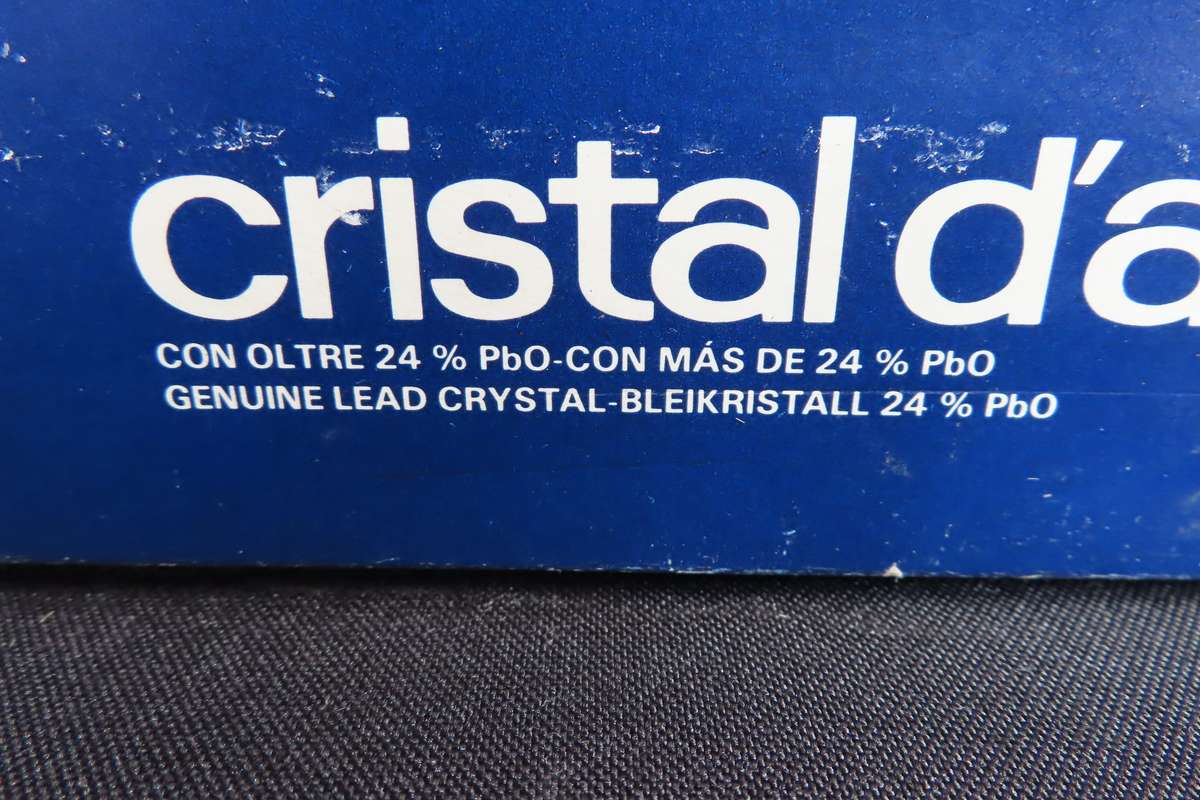 cristal d'a
CON OLTRE 24 % PbO-CON MÁS DE 24 % PbO
GENUINE LEAD CRYSTAL-BLEIKRISTALL 24 % PbO